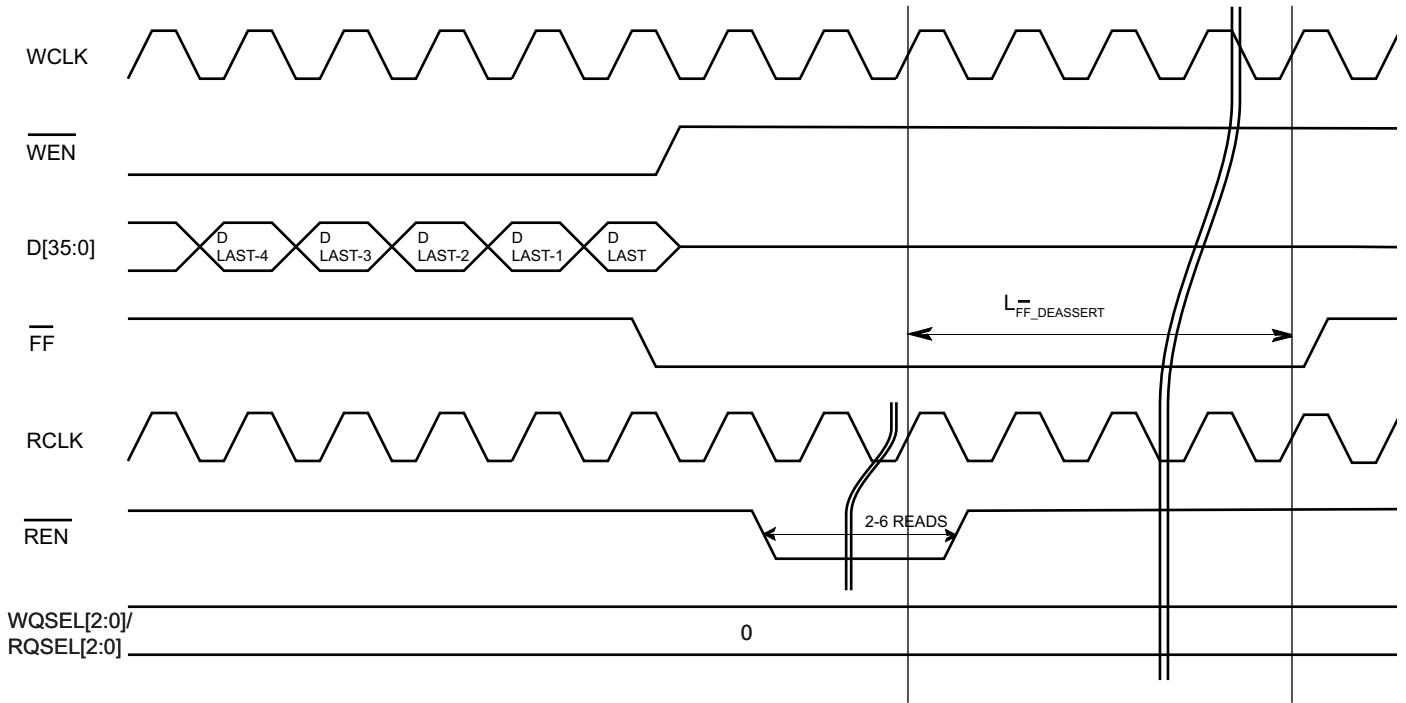 WCLK
WEN
D[35:0]
D
LAST-4
D
LAST-3
D
LAST-2
D
LAST-1
D
LAST
FF
LFF_DEASSERT
RCLK
REN
2-6 READS
WQSEL[2:0]/
RQSEL[2:0]
0